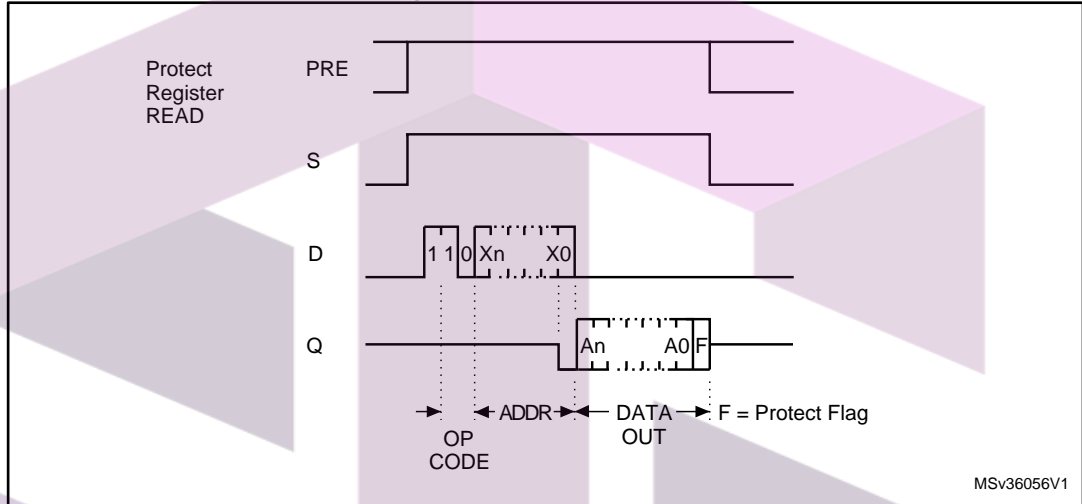 Protect
Register
READ
PRE
S
D
1 1 0 Xn X0
Q
An A0 F
ADDR
DATA
OUT
F = Protect Flag
OP
CODE
MSv36056V1